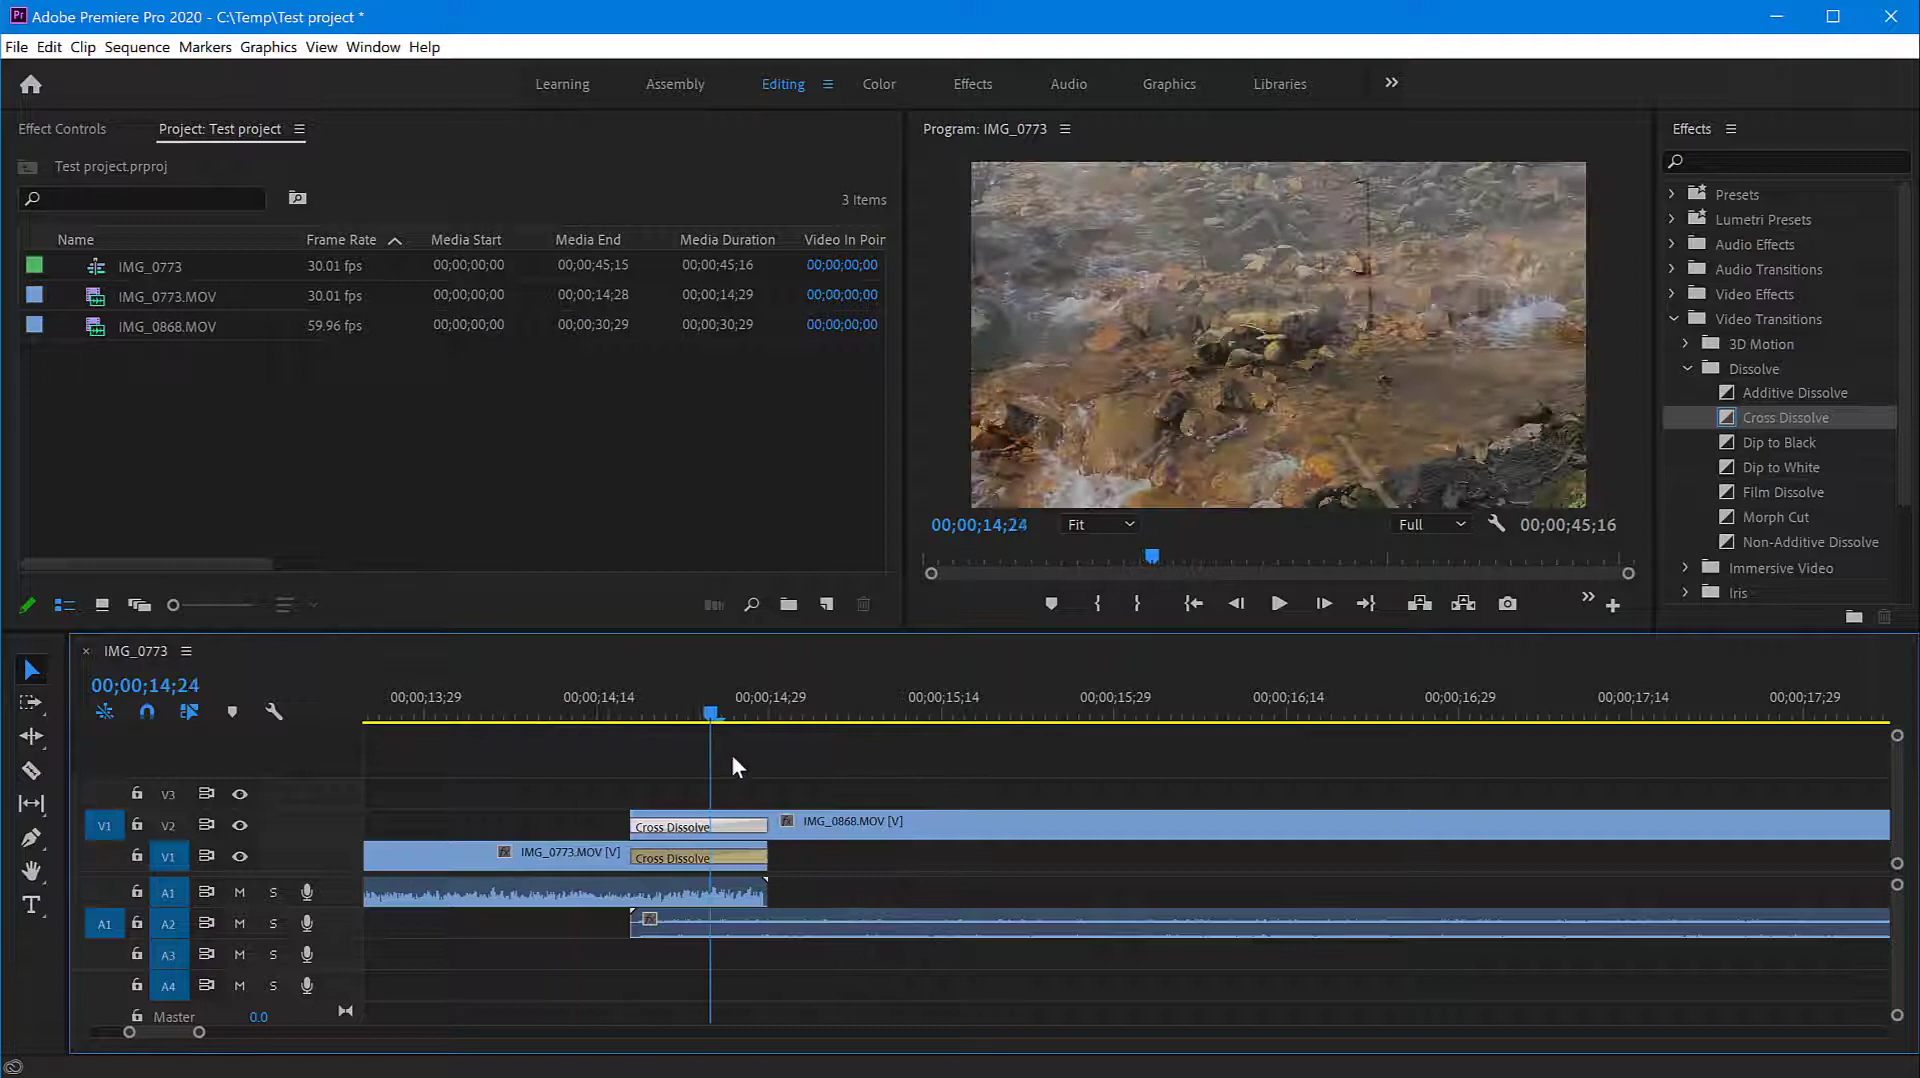 Pr Adobe Premiere Pro 2020 - C:\Temp\Test project *
File Edit Clip Sequence Markers Graphics View Window Help
Learning Assembly Editing Color Effects Audio Graphics Libraries
Effect Controls Project: Test project
Test project.prproj
3 Items
Name Frame Rate Media Start Media End Media Duration Video In Poir
IMG_0773 30.01 fps 00;00;00;00 00;00;45;15 00;00;45;16 00;00;00;00
IMG_0773.MOV 30.01 fps 00;00;00;00 00;00;14;28 00;00;14;29 00;00;00;00
IMG_0868.MOV 59.96 fps 00;00;00;00 00;00;30;29 00;00;30;29 00;00;00;00
Program: IMG_0773
00;00;14;24 Fit Full 00;00;45;16
Effects
Presets
Lumetri Presets
Audio Effects
Audio Transitions
Video Effects
Video Transitions
3D Motion
Dissolve
Additive Dissolve
Cross Dissolve
Dip to Black
Dip to White
Film Dissolve
Morph Cut
Non-Additive Dissolve
Immersive Video
Iris
IMG_0773
00;00;14;24
00;00;13;29 00;00;14;14 00;00;14;29 00;00;15;14 00;00;15;29 00;00;16;14 00;00;16;29 00;00;17;14 00;00;17;29
V3
V1 V2 Cross Dissolve fx IMG_0868.MOV [V]
V1 fx IMG_0773.MOV [V] Cross Dissolve
A1 M S
A1 A2 M S fx
A3 M S
A4 M S
Master 0.0